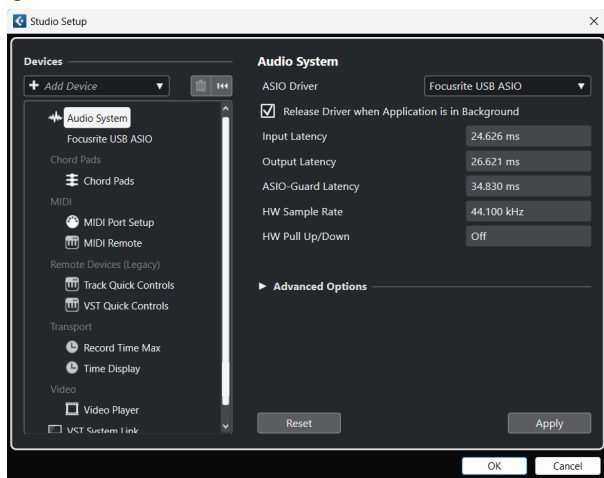 Studio Setup
Devices
Add Device
Audio System
Focusrite USB ASIO
Chord Pads
Chord Pads
MIDI
MIDI Port Setup
MIDI Remote
Remote Devices (Legacy)
Track Quick Controls
VST Quick Controls
Transport
Record Time Max
Time Display
Video
Video Player
VST System Link
Audio System
ASIO Driver Focusrite USB ASIO
Release Driver when Application is in Background
Input Latency 24.626 ms
Output Latency 26.621 ms
ASIO-Guard Latency 34.830 ms
HW Sample Rate 44.100 kHz
HW Pull Up/Down Off
Advanced Options
Reset Apply
OK Cancel